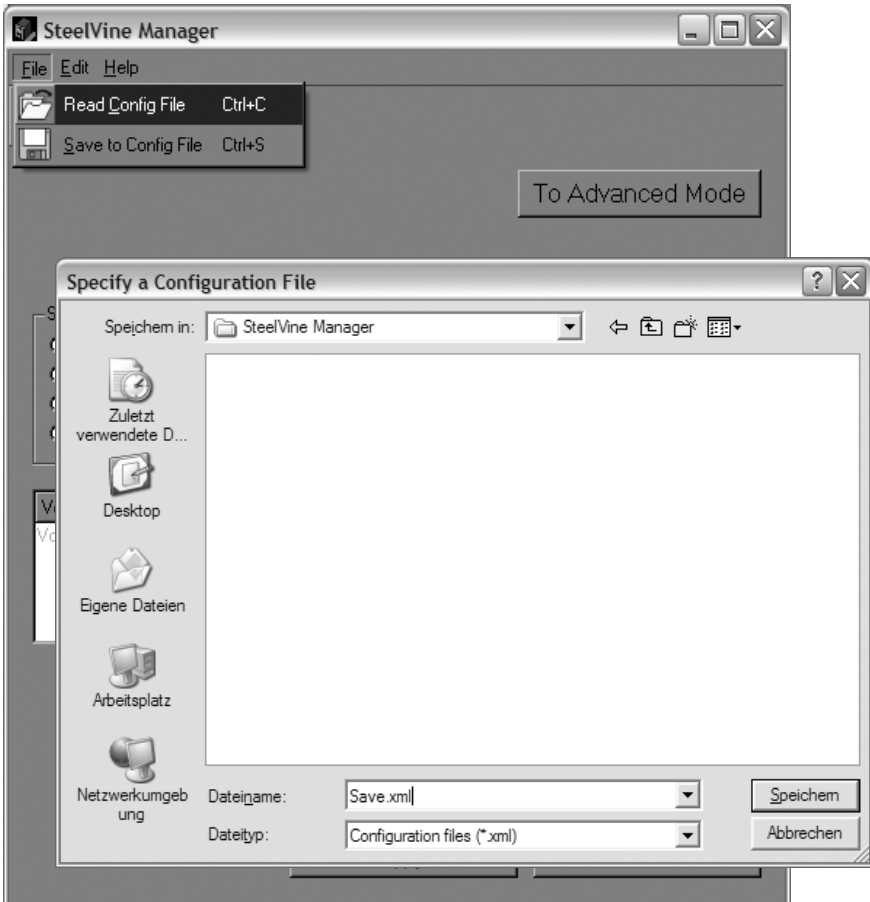 SteelVine Manager
File Edit Help
Read Config File Ctrl+C
Save to Config File Ctrl+S
To Advanced Mode
Specify a Configuration File
Speichern in: SteelVine Manager
Zuletzt
verwendete D...
Desktop
Eigene Dateien
Arbeitsplatz
Netzwerkumgeb
ung
Dateiname: Save.xml
Speichern
Dateityp: Configuration files (*.xml)
Abbrechen